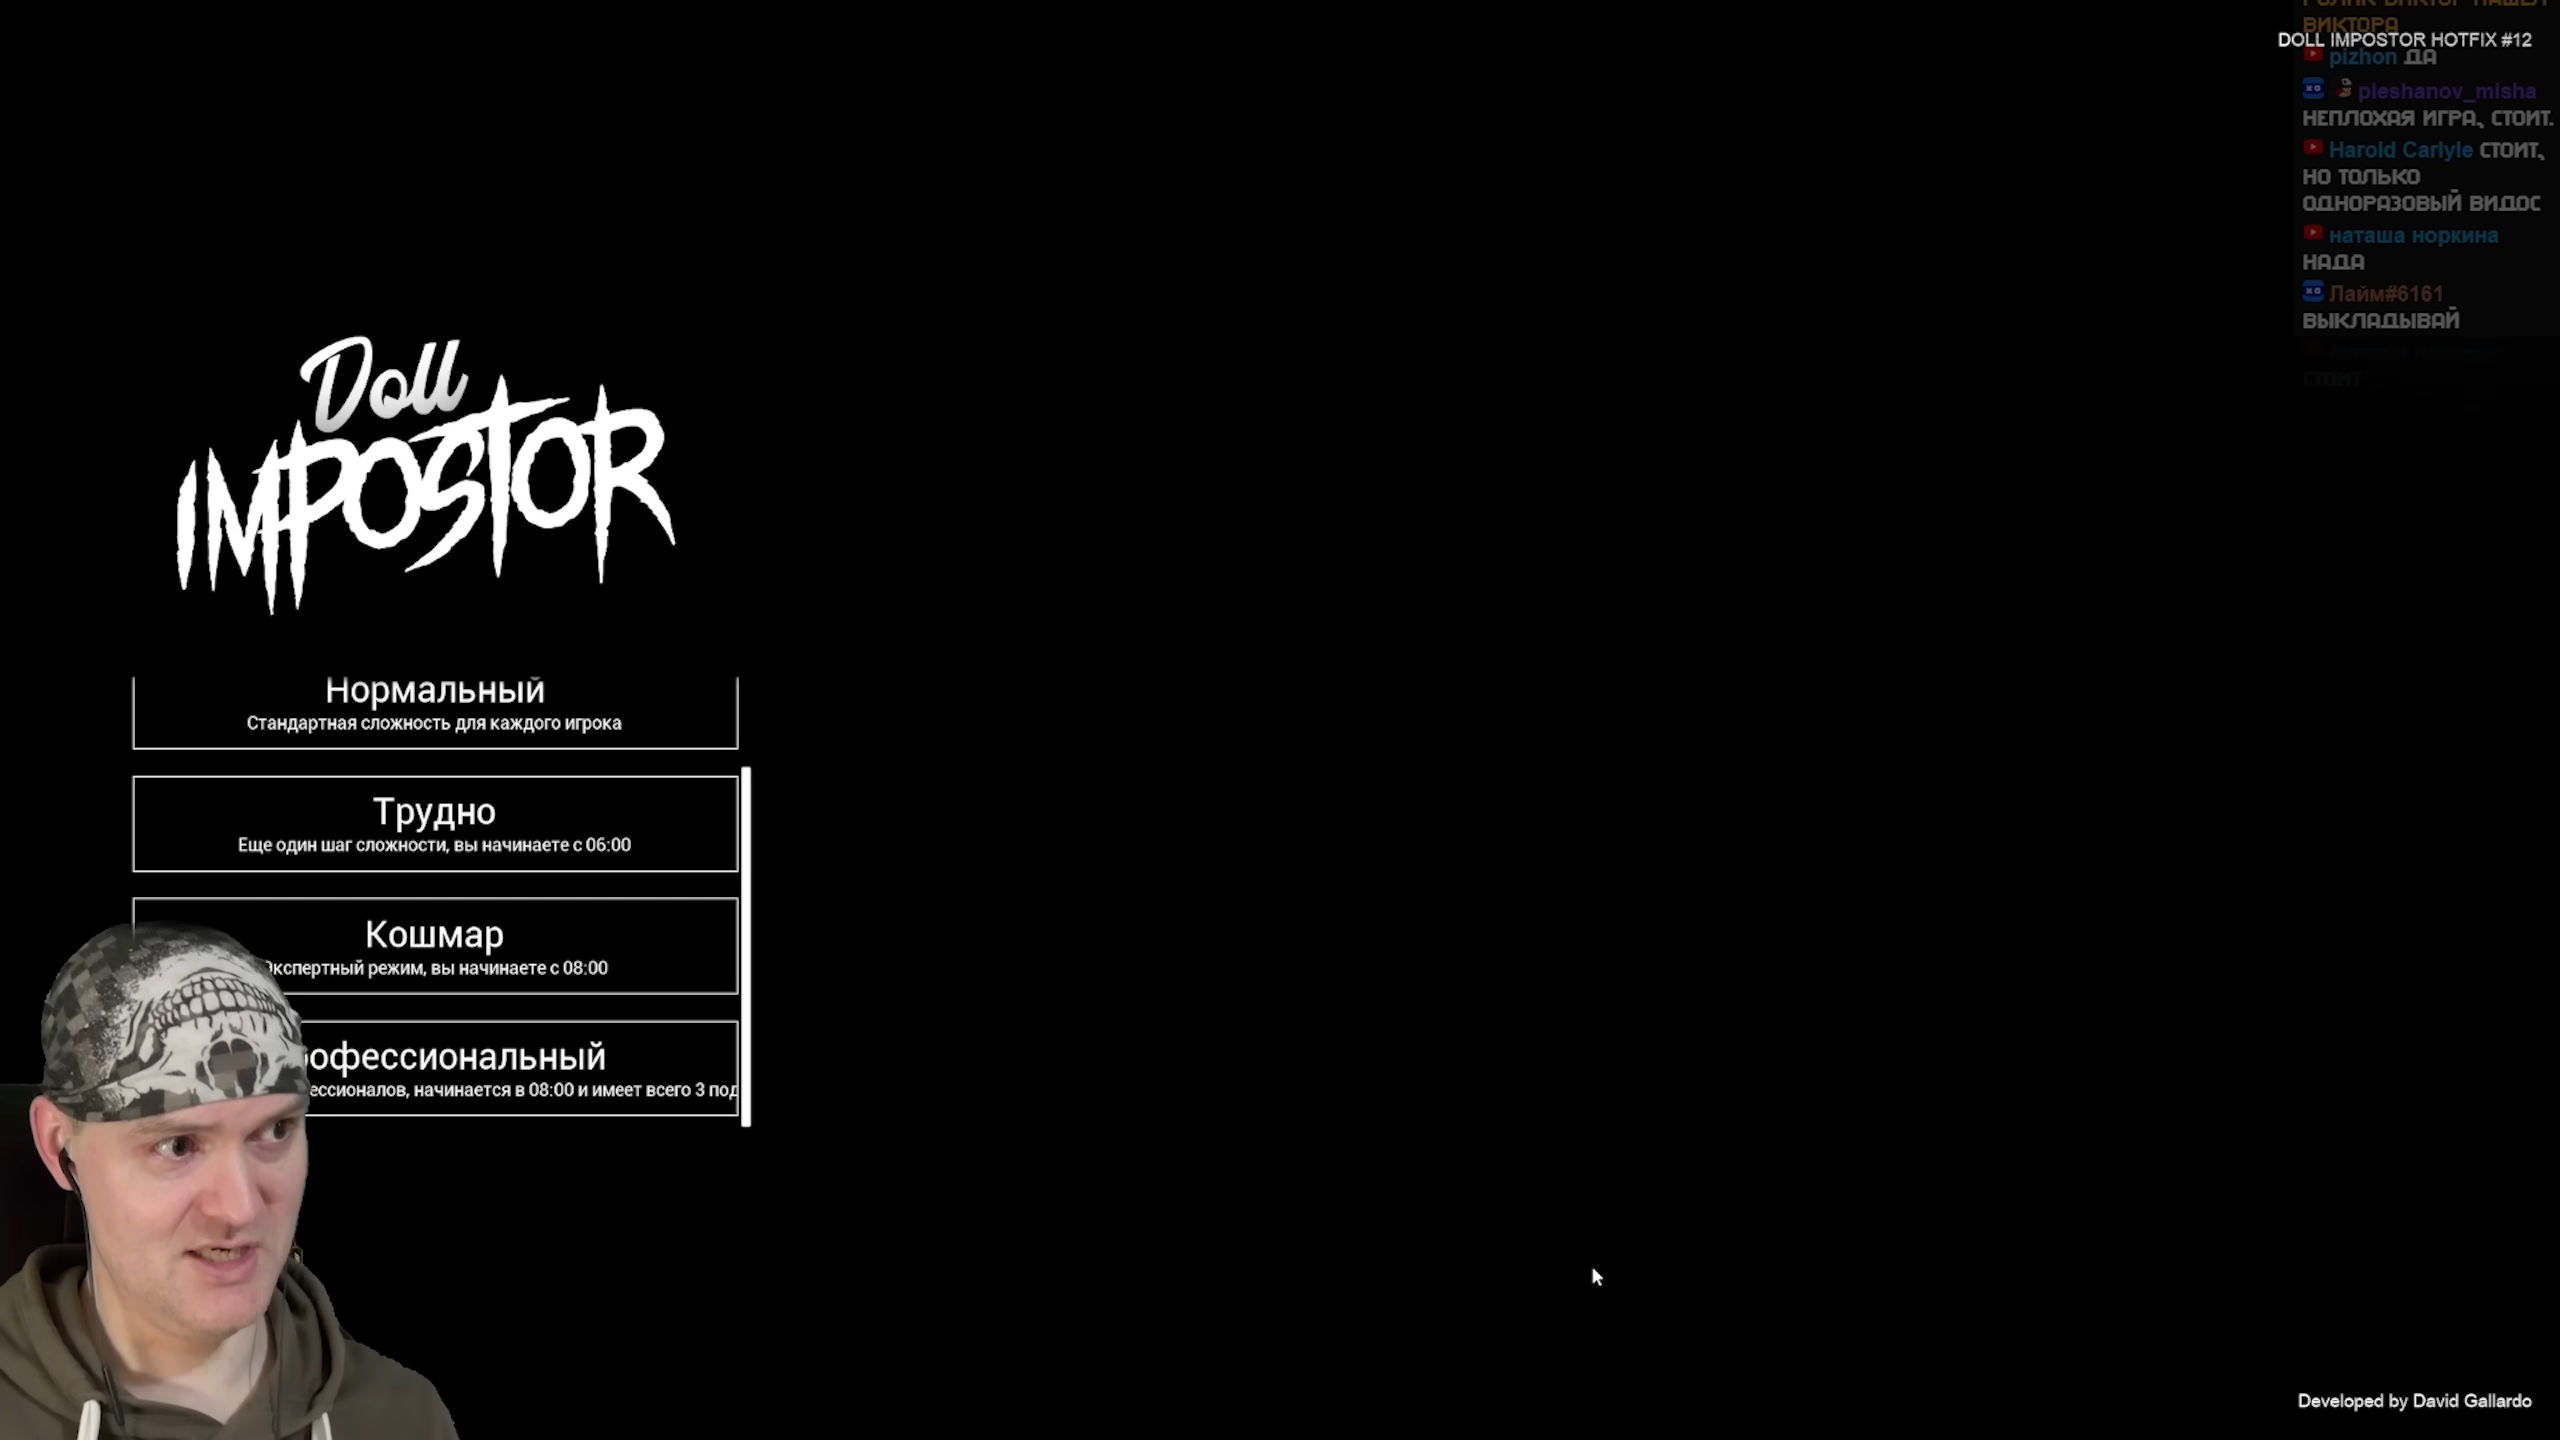 ВИКТОРА
DOLL IMPOSTOR HOTFIX #12
pizhon ДА
pleshanov_misha
НЕПЛОХАЯ ИГРА, СТОИТ.
Harold Carlyle СТОИТ,
НО ТОЛЬКО
ОДНОРАЗОВЫЙ ВИДОС
наташа норкина
НАДА
Лайм#6161
ВЫКЛАДЫВАЙ
СТОИТ
Doll
IMPOSTOR
Нормальный
Стандартная сложность для каждого игрока
Трудно
Еще один шаг сложности, вы начинаете с 06:00
Кошмар
Экспертный режим, вы начинаете с 08:00
офессиональный
ессионалов, начинается в 08:00 и имеет всего 3 под
Developed by David Gallardo